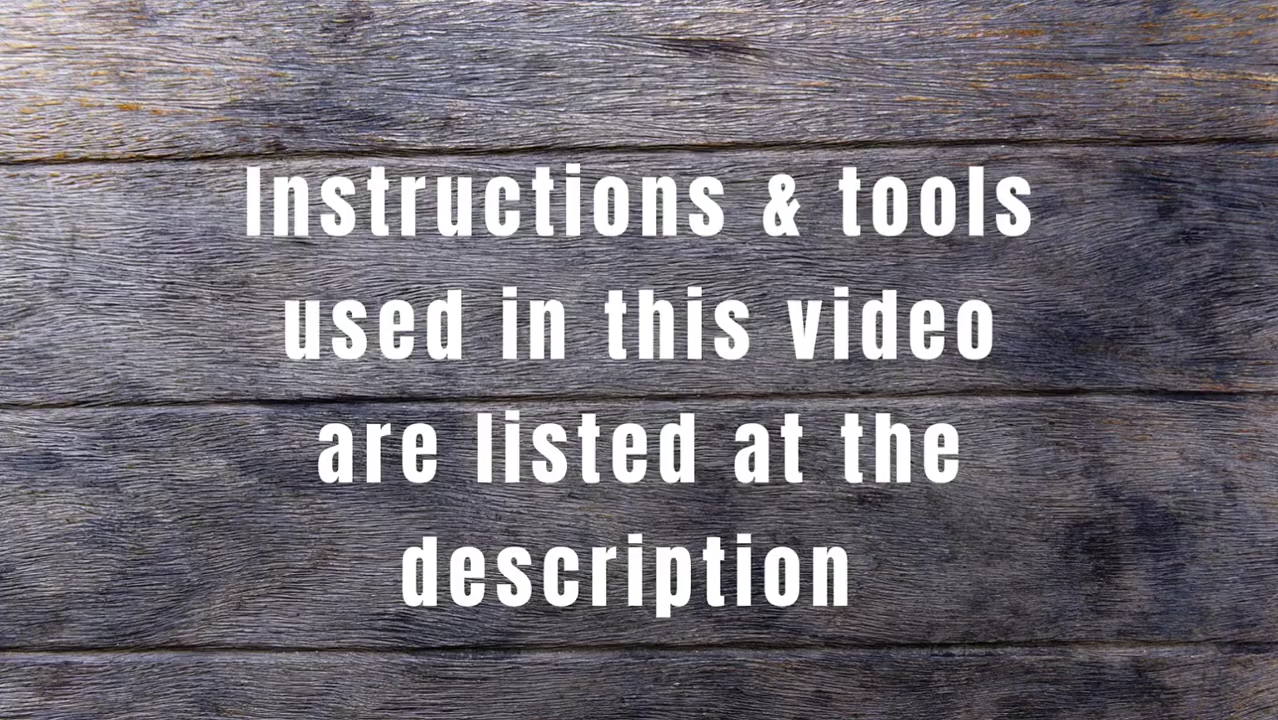 Instructions & tools
used in this video
are listed at the
description